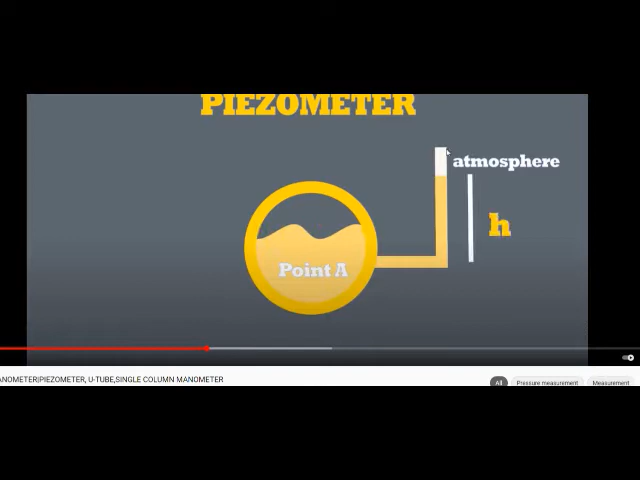 PIEZOMETER
atmosphere
h
Point A
ANOMETER|PIEZOMETER, U-TUBE,SINGLE COLUMN MANOMETER
All
Pressure measurement
Measurement